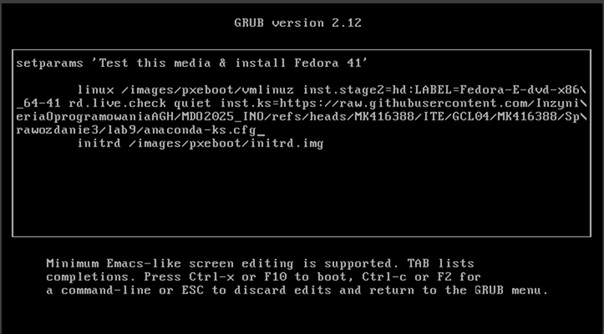 GRUB version 2.12
setparams 'Test this media & install Fedora 41'
linux /images/pxeboot/vmlinuz inst.stage2=hd:LABEL=Fedora-E-dvd-x86\
_64-41 rd.live.check quiet inst.ks=https://raw.githubusercontent.com/Inzyni\
eriaOprogramowaniaAGH/MDO2025_INO/refs/heads/MK416388/ITE/GCL04/MK416388/Sp\
rawozdanie3/lab9/anaconda-ks.cfg_
initrd /images/pxeboot/initrd.img
Minimum Emacs-like screen editing is supported. TAB lists
completions. Press Ctrl-x or F10 to boot, Ctrl-c or F2 for
a command-line or ESC to discard edits and return to the GRUB menu.